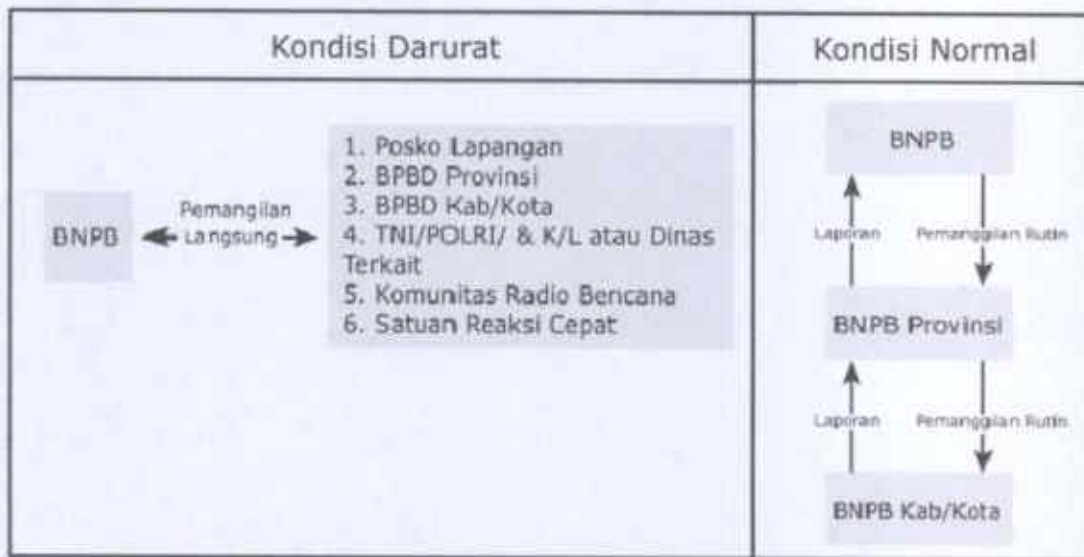 Kondisi Darurat
BNPB
Pemangilan
Langsung
1. Posko Lapangan
2. BPBD Provinsi
3. BPBD Kab/Kota
4. TNI/POLRI/ & K/L atau Dinas
Terkait
5. Komunitas Radio Bencana
6. Satuan Reaksi Cepat
Kondisi Normal
BNPB
Laporan
Pemanggilan Rutin
BNPB Provinsi
Laporan
Pemanggilan Rutin
BNPB Kab/Kota